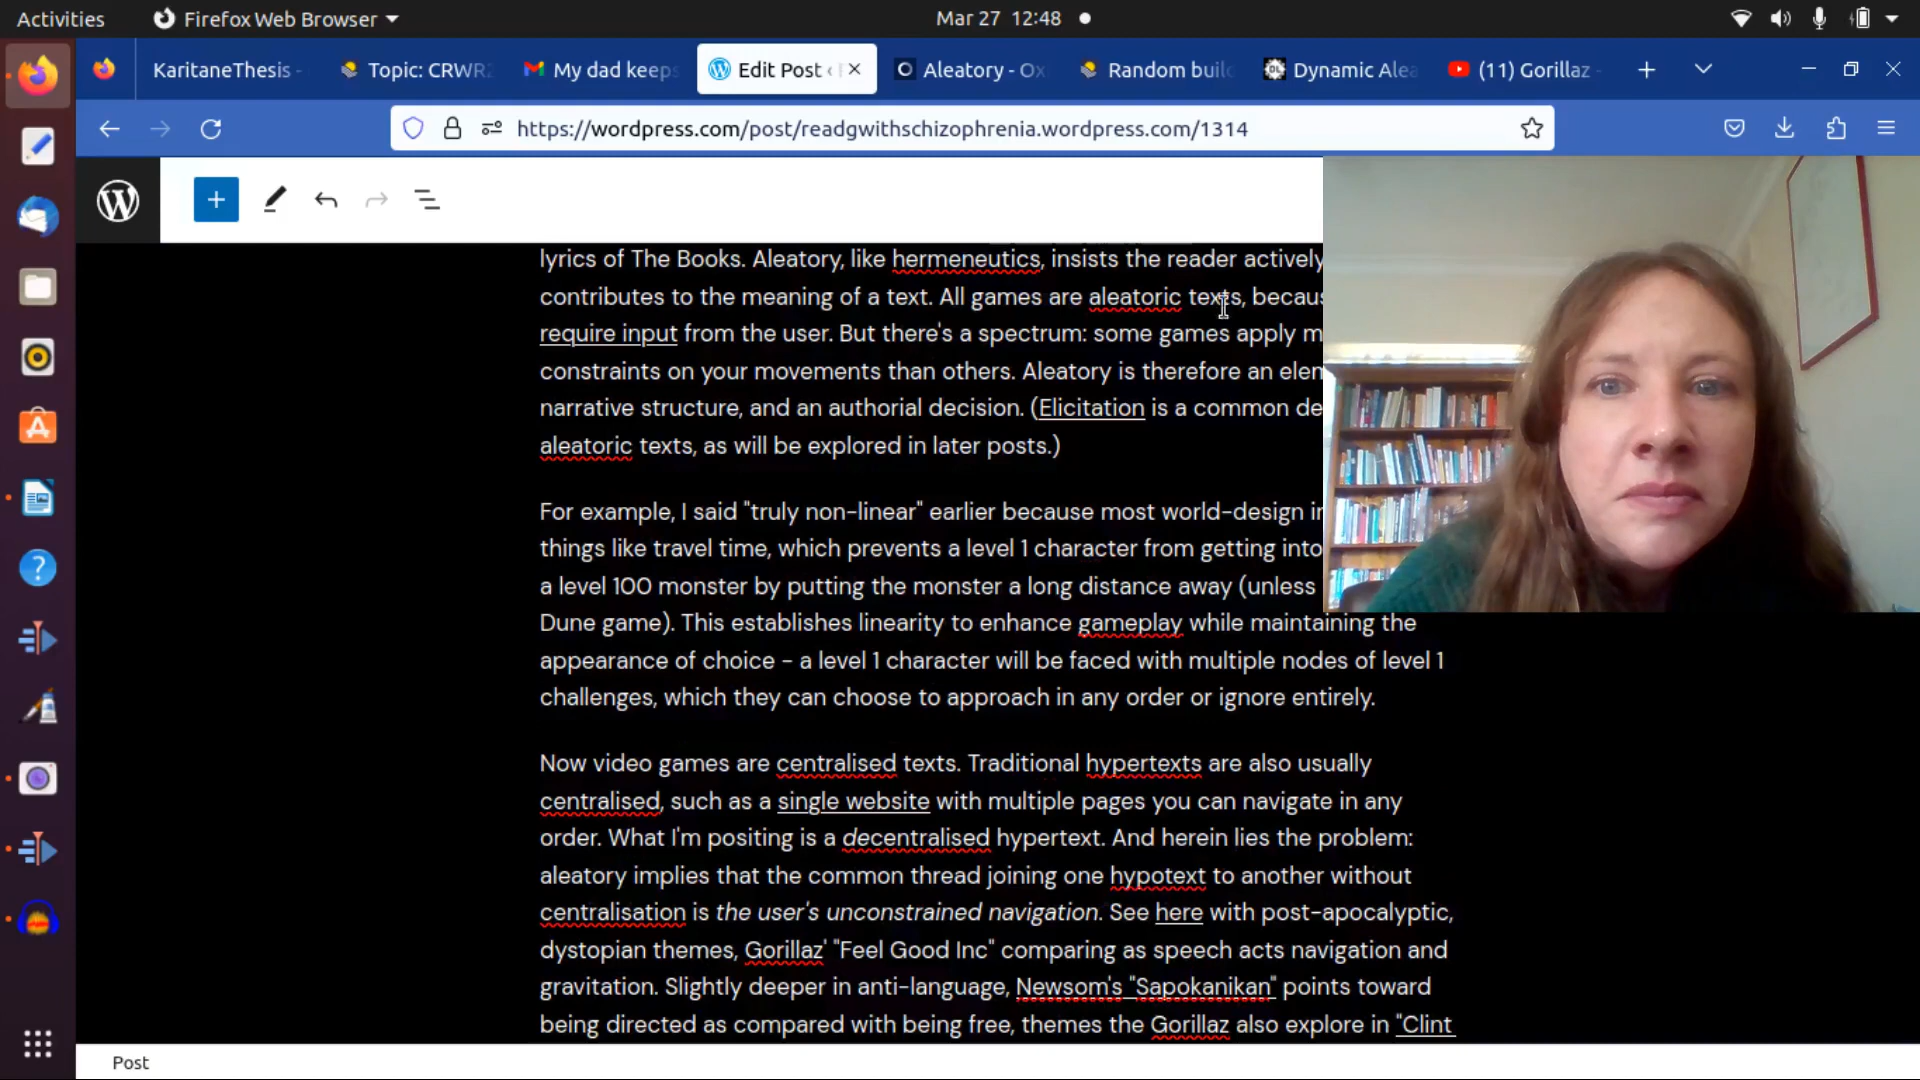 Activities Firefox Web Browser Mar 27 12:48
KaritaneThesis - Topic: CRWR My dad keeps Edit Post ‹ Aleatory - Ox Random buil Dynamic Alea (11) Gorillaz -
https://wordpress.com/post/readgwithschizophrenia.wordpress.com/1314
lyrics of The Books. Aleatory, like hermeneutics, insists the reader actively
contributes to the meaning of a text. All games are aleatoric texts, becaus
require input from the user. But there's a spectrum: some games apply m
constraints on your movements than others. Aleatory is therefore an elem
narrative structure, and an authorial decision. (Elicitation is a common de
aleatoric texts, as will be explored in later posts.)
For example, I said "truly non-linear" earlier because most world-design in
things like travel time, which prevents a level 1 character from getting into
a level 100 monster by putting the monster a long distance away (unless
Dune game). This establishes linearity to enhance gameplay while maintaining the
appearance of choice - a level 1 character will be faced with multiple nodes of level 1
challenges, which they can choose to approach in any order or ignore entirely.
Now video games are centralised texts. Traditional hypertexts are also usually
centralised, such as a single website with multiple pages you can navigate in any
order. What I'm positing is a decentralised hypertext. And herein lies the problem:
aleatory implies that the common thread joining one hypotext to another without
centralisation is the user's unconstrained navigation. See here with post-apocalyptic,
dystopian themes, Gorillaz' "Feel Good Inc" comparing as speech acts navigation and
gravitation. Slightly deeper in anti-language, Newsom's "Sapokanikan" points toward
being directed as compared with being free, themes the Gorillaz also explore in "Clint
Post